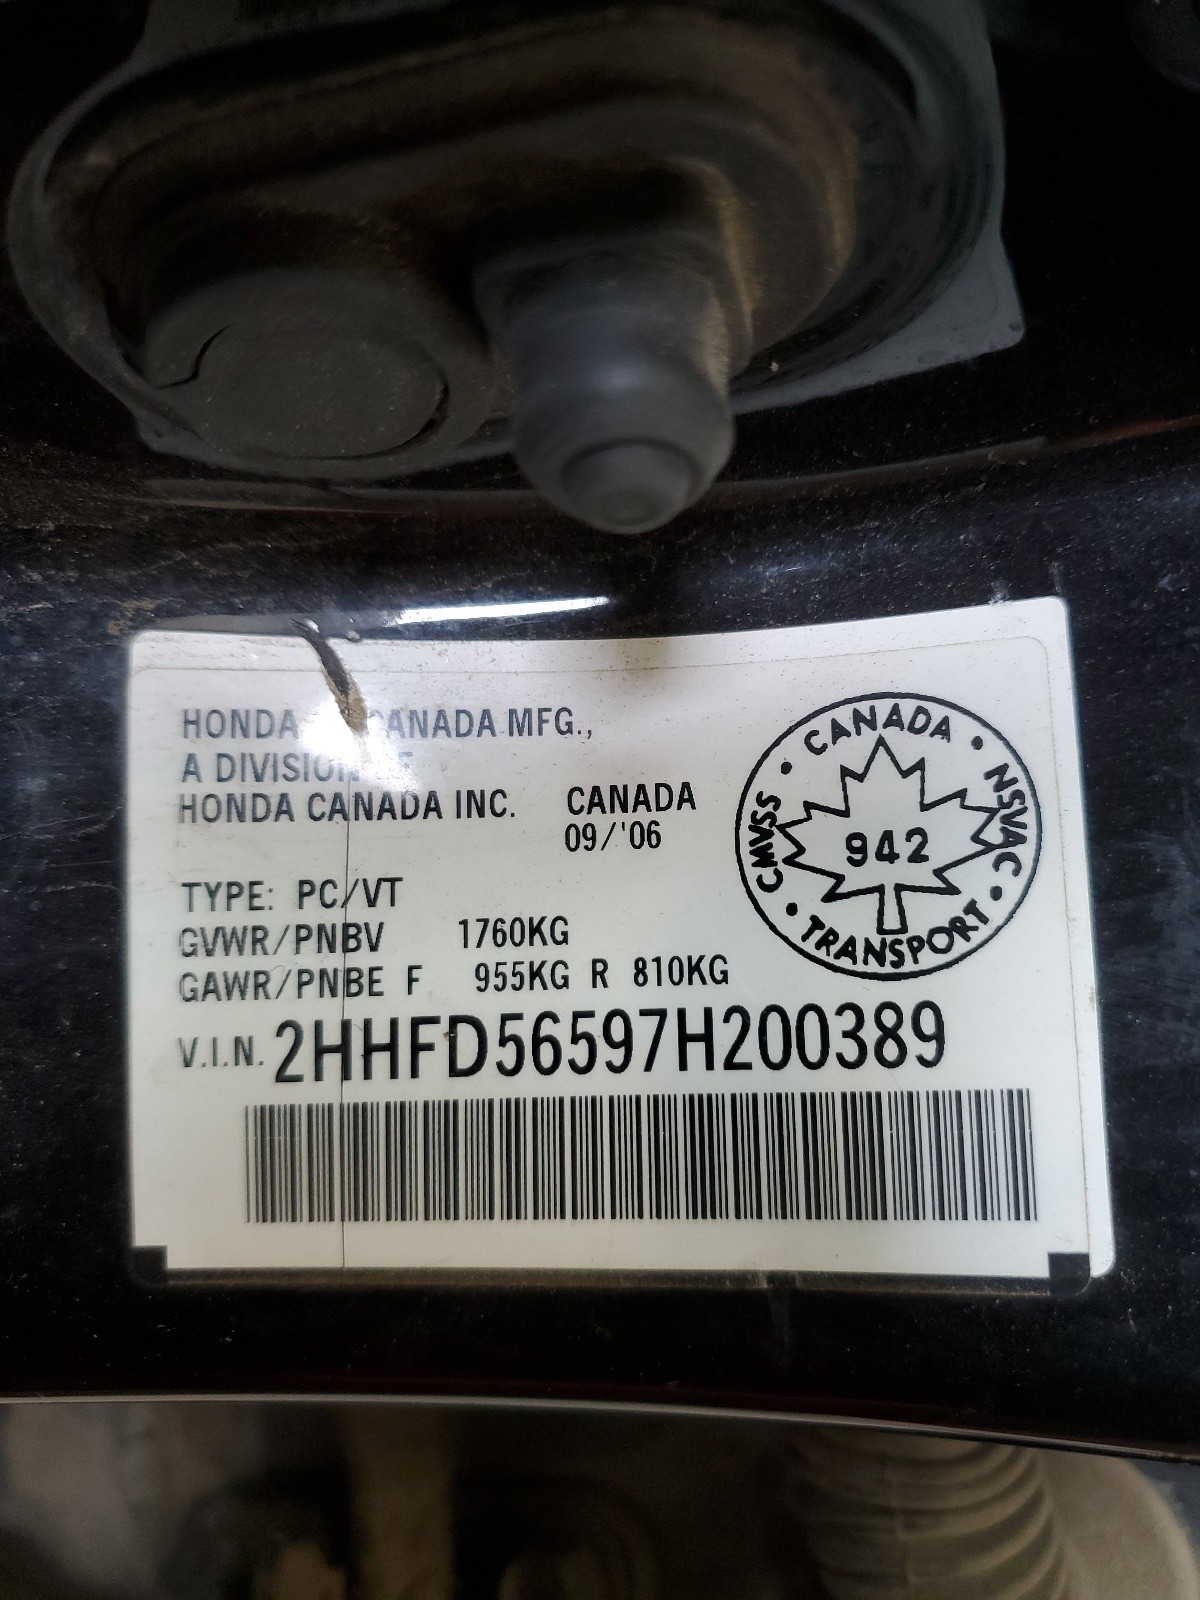 HONDA CANADA MFG.,
A DIVISION OF
HONDA CANADA INC. CANADA
09/'06
TYPE: PC/VT
GVWR/PNBV 1760KG
GAWR/PNBE F 955KG R 810KG
V.I.N. 2HHFD56597H200389
CANADA • NSVAC • TRANSPORT • CMVSS •
942